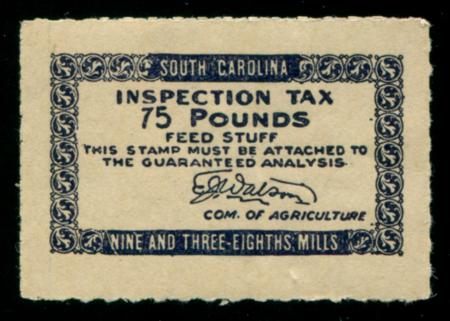 SOUTH CAROLINA
INSPECTION TAX
75 POUNDS
FEED STUFF
THIS STAMP MUST BE ATTACHED TO
THE GUARANTEED ANALYSIS.
E J Watson
COM. OF AGRICULTURE
NINE AND THREE-EIGHTHS MILLS